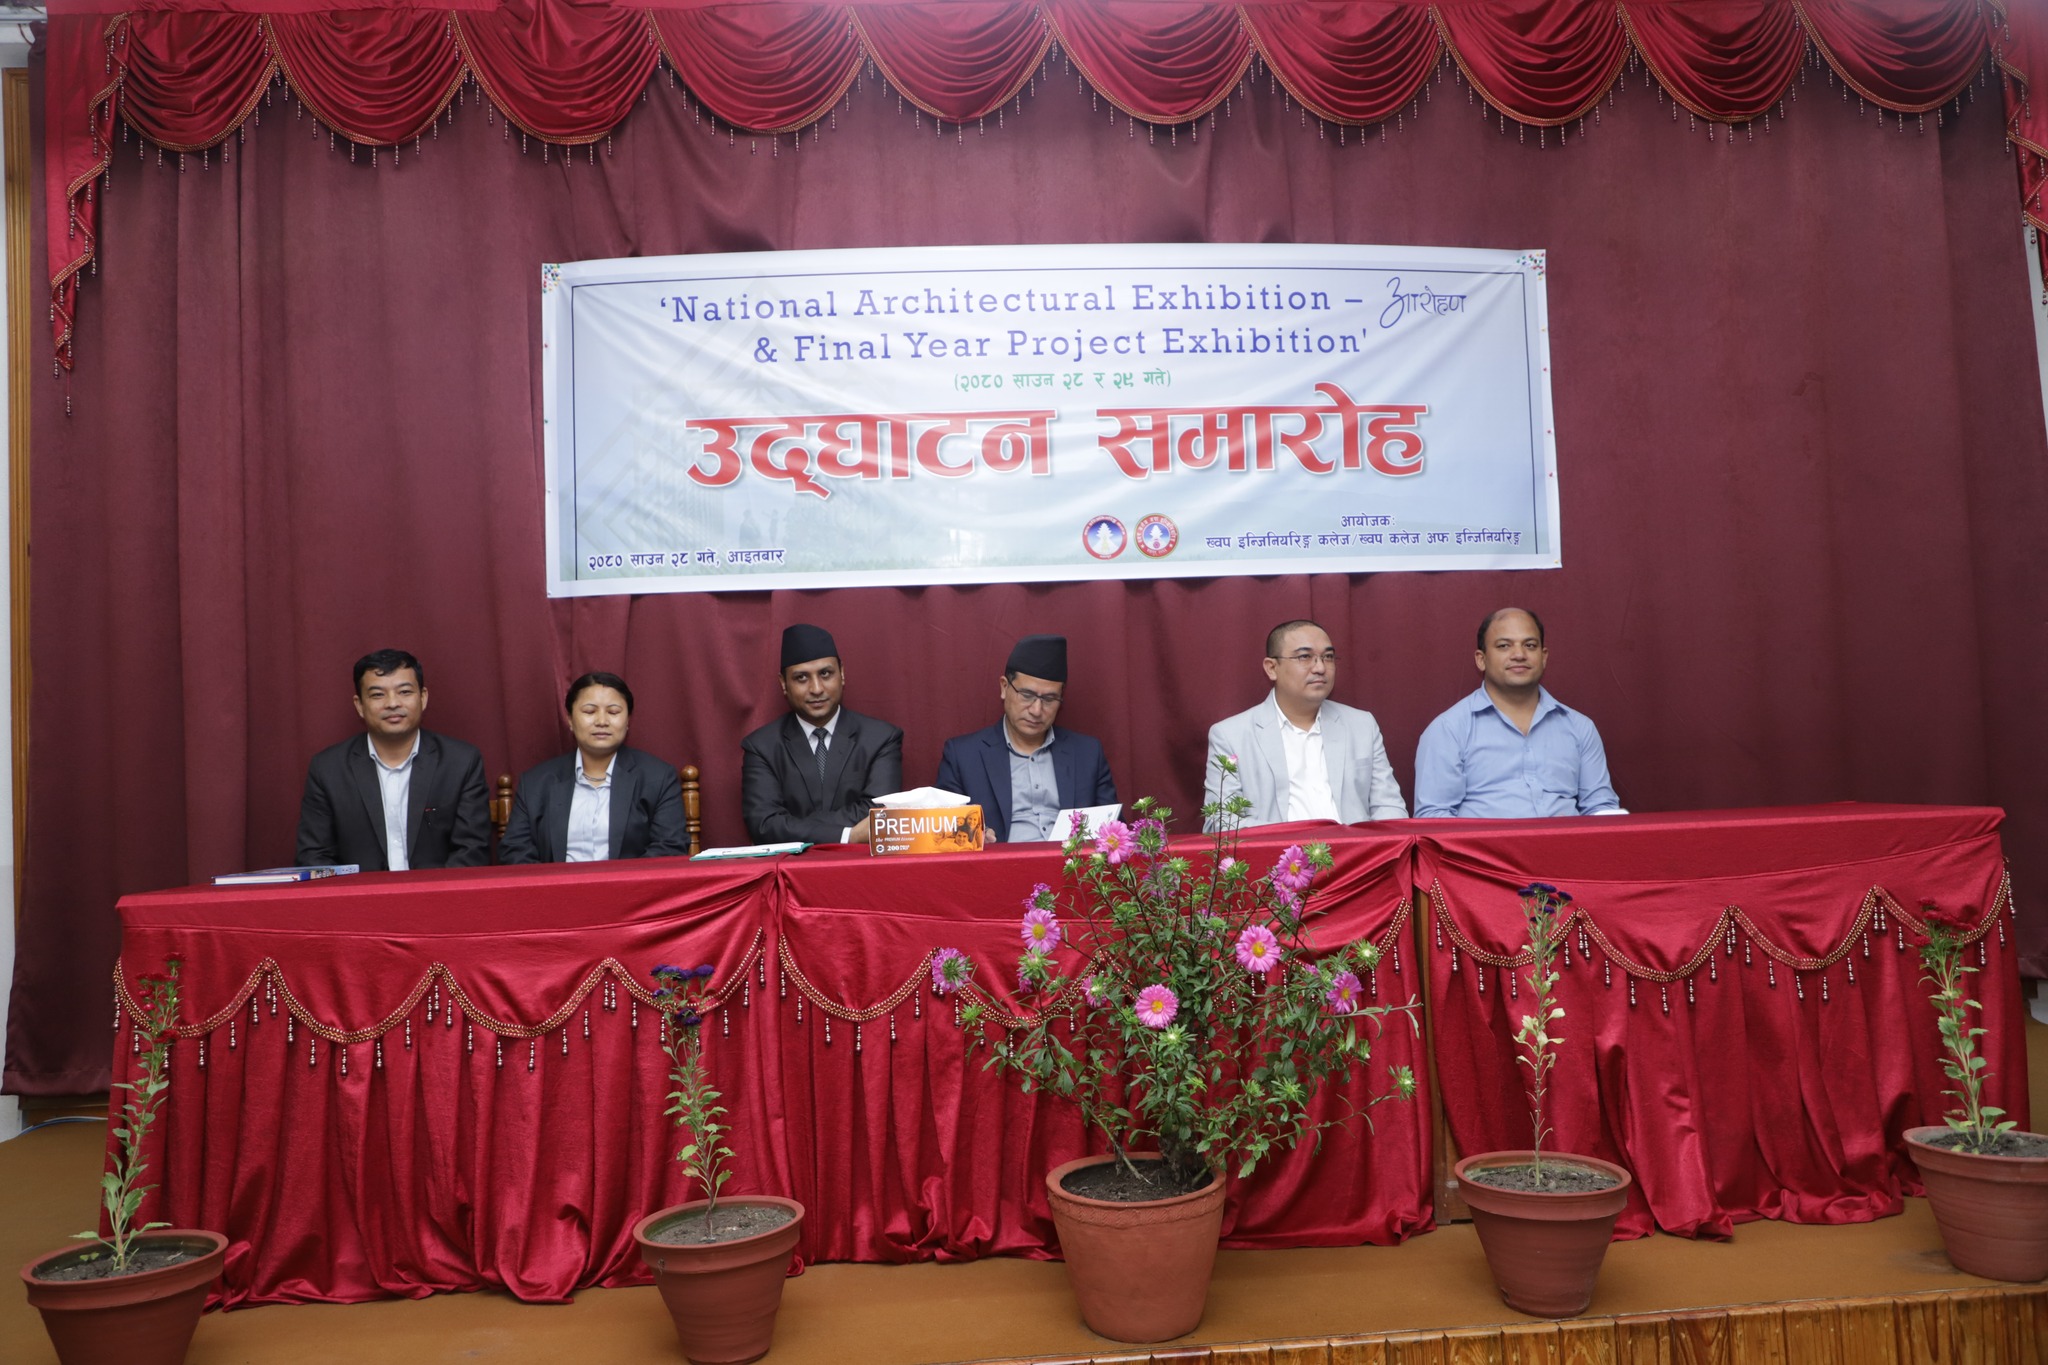 'National Architectural Exhibition – आरोहण
& Final Year Project Exhibition'
(२०८० साउन २८ र २९ गते)
उद्घाटन समारोह
आयोजकः
ख्वप इन्जिनियरिङ्ग कलेज/ख्वप कलेज अफ इन्जिनियरिङ्ग
२०८० साउन २८ गते, आइतबार
PREMIUM
200